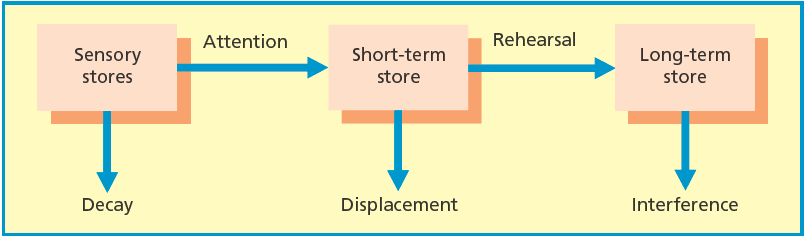 Sensory
stores
Attention
Short-term
store
Rehearsal
Long-term
store
Decay
Displacement
Interference